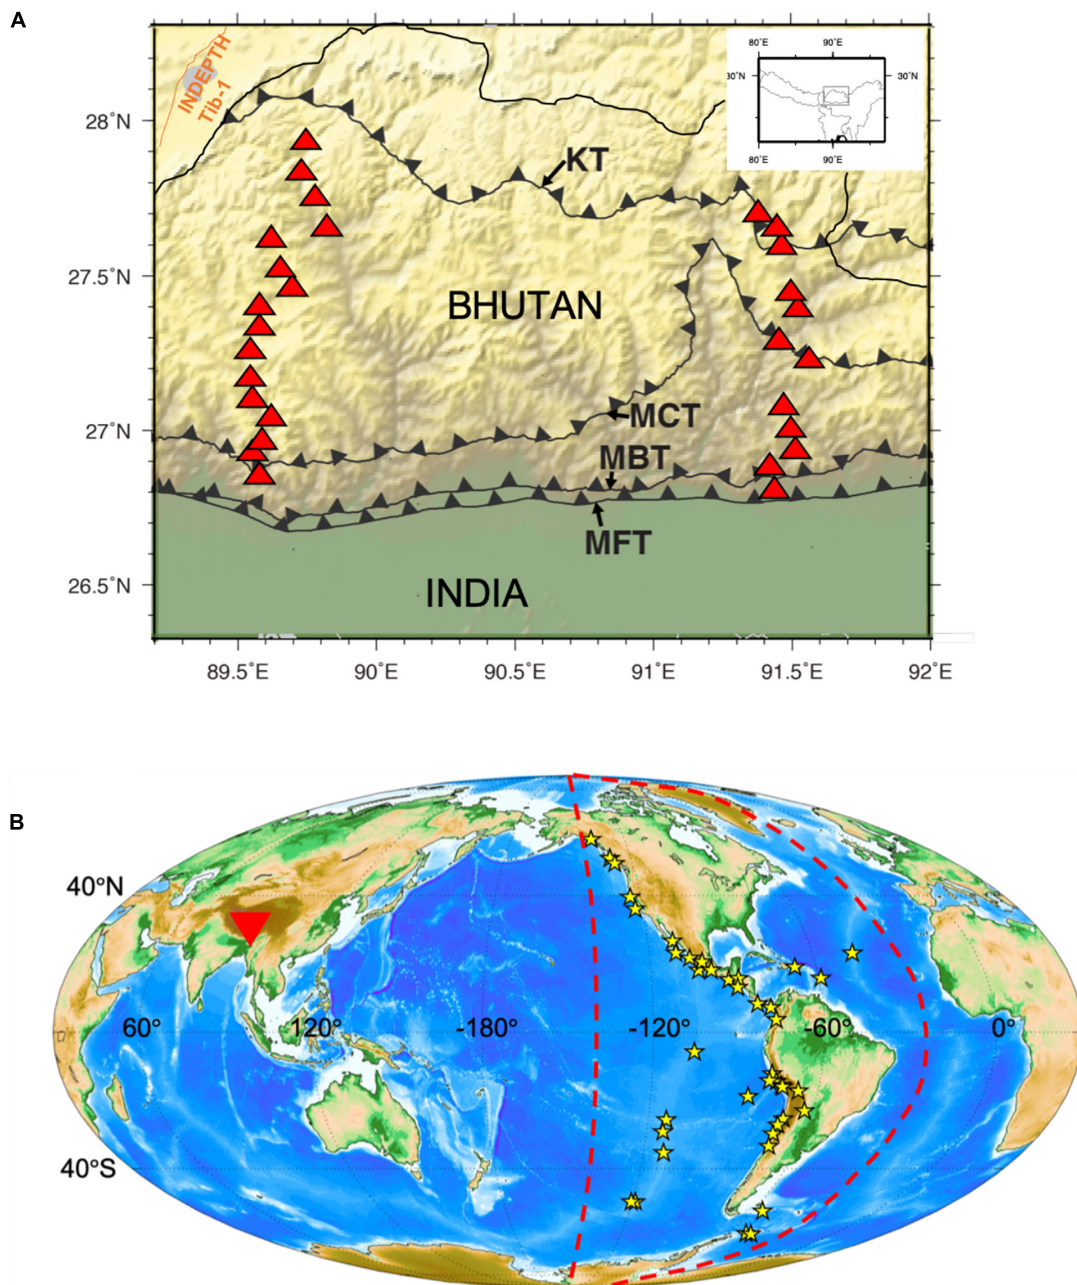 A
INDEPTH
Tib-1
80°E
90°E
30°N
30°N
80°E
90°E
28°N
KT
27.5°N
BHUTAN
27°N
MCT
MBT
MFT
26.5°N
INDIA
89.5°E
90°E
90.5°E
91°E
91.5°E
92°E
B
40°N
60°
120°
-180°
-120°
-60°
0°
40°S